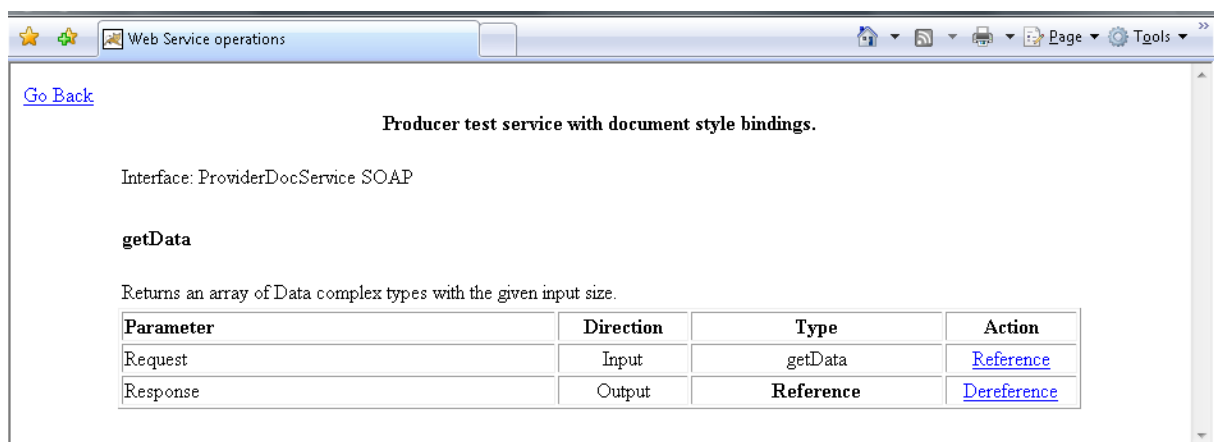 Web Service operations
Page Tools
Go Back
Producer test service with document style bindings.
Interface: ProviderDocService SOAP
getData
Returns an array of Data complex types with the given input size.
Parameter Direction Type Action
Request Input getData Reference
Response Output Reference Dereference